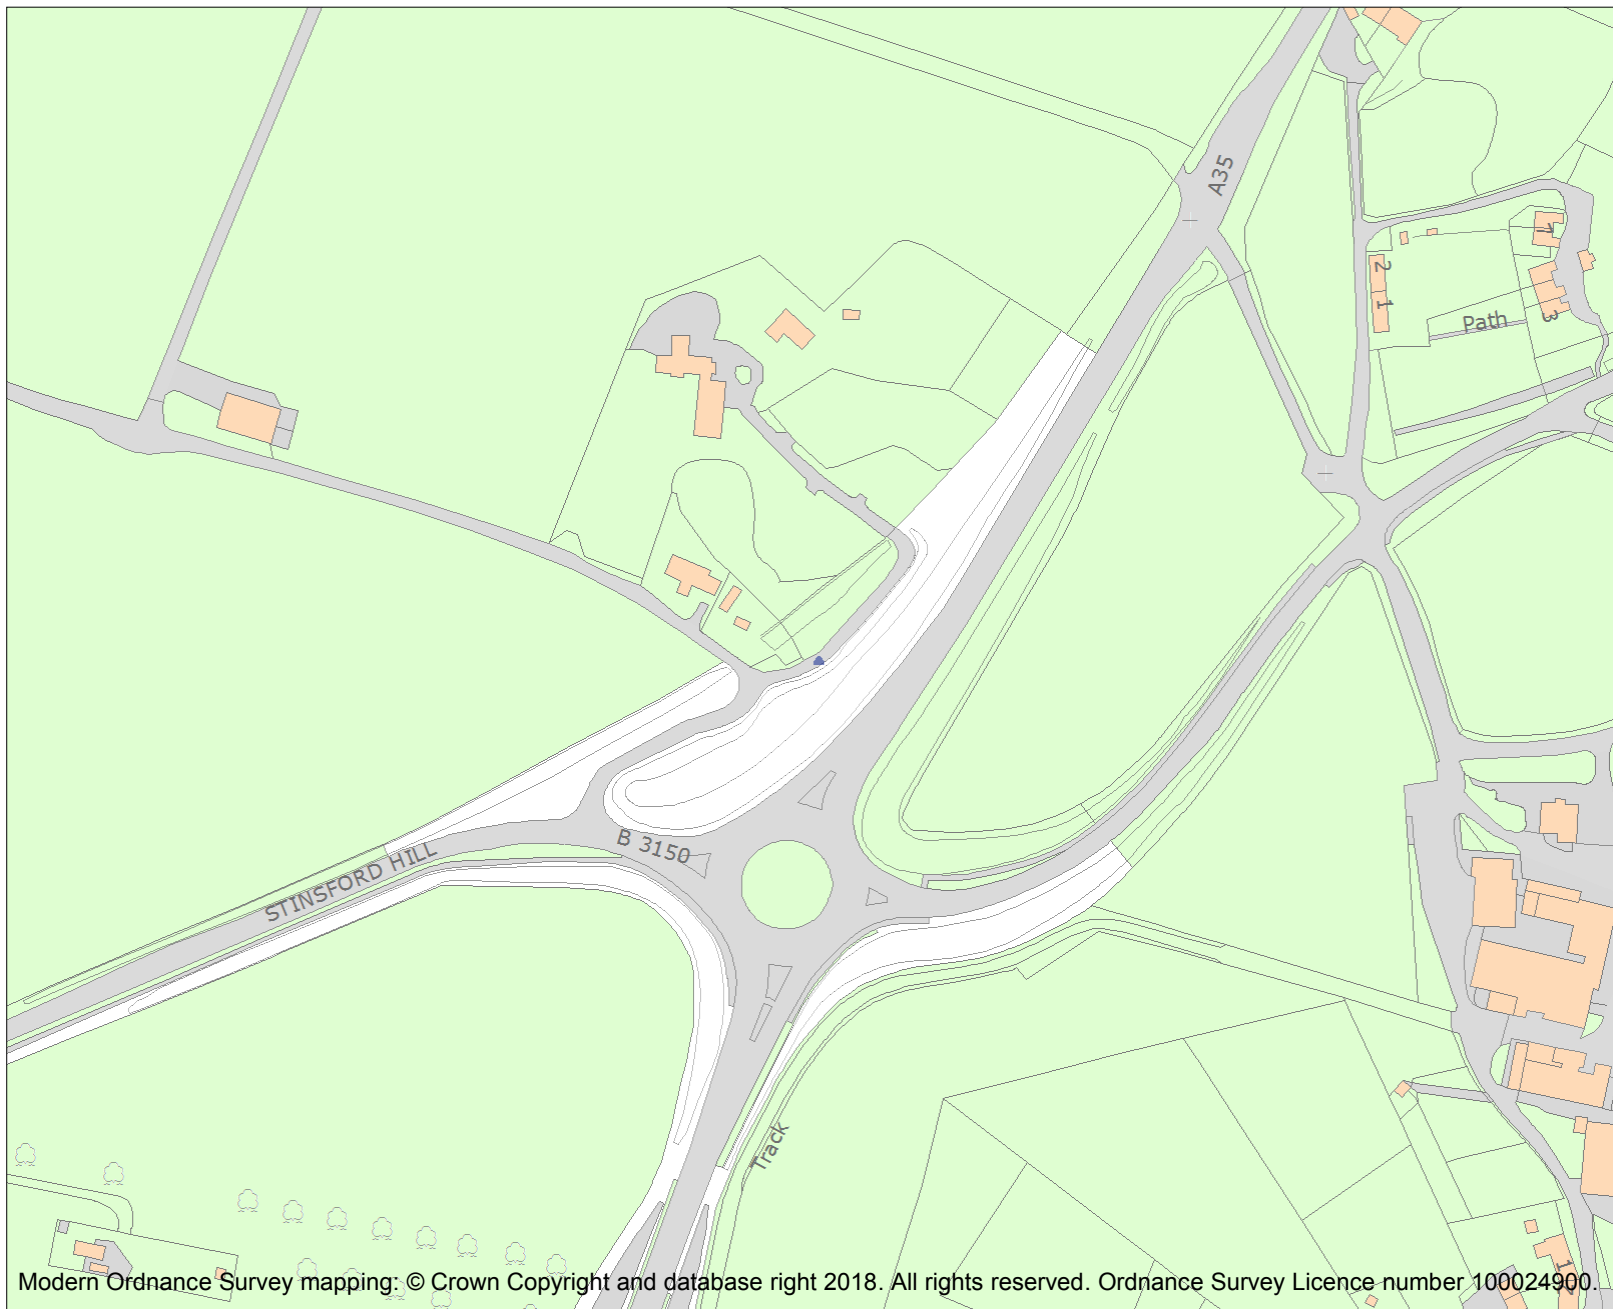 A35
1
2
1
3
Path
B 3150
STINSFORD HILL
Track
Modern Ordnance Survey mapping: © Crown Copyright and database right 2018. All rights reserved. Ordnance Survey Licence number 100024900.